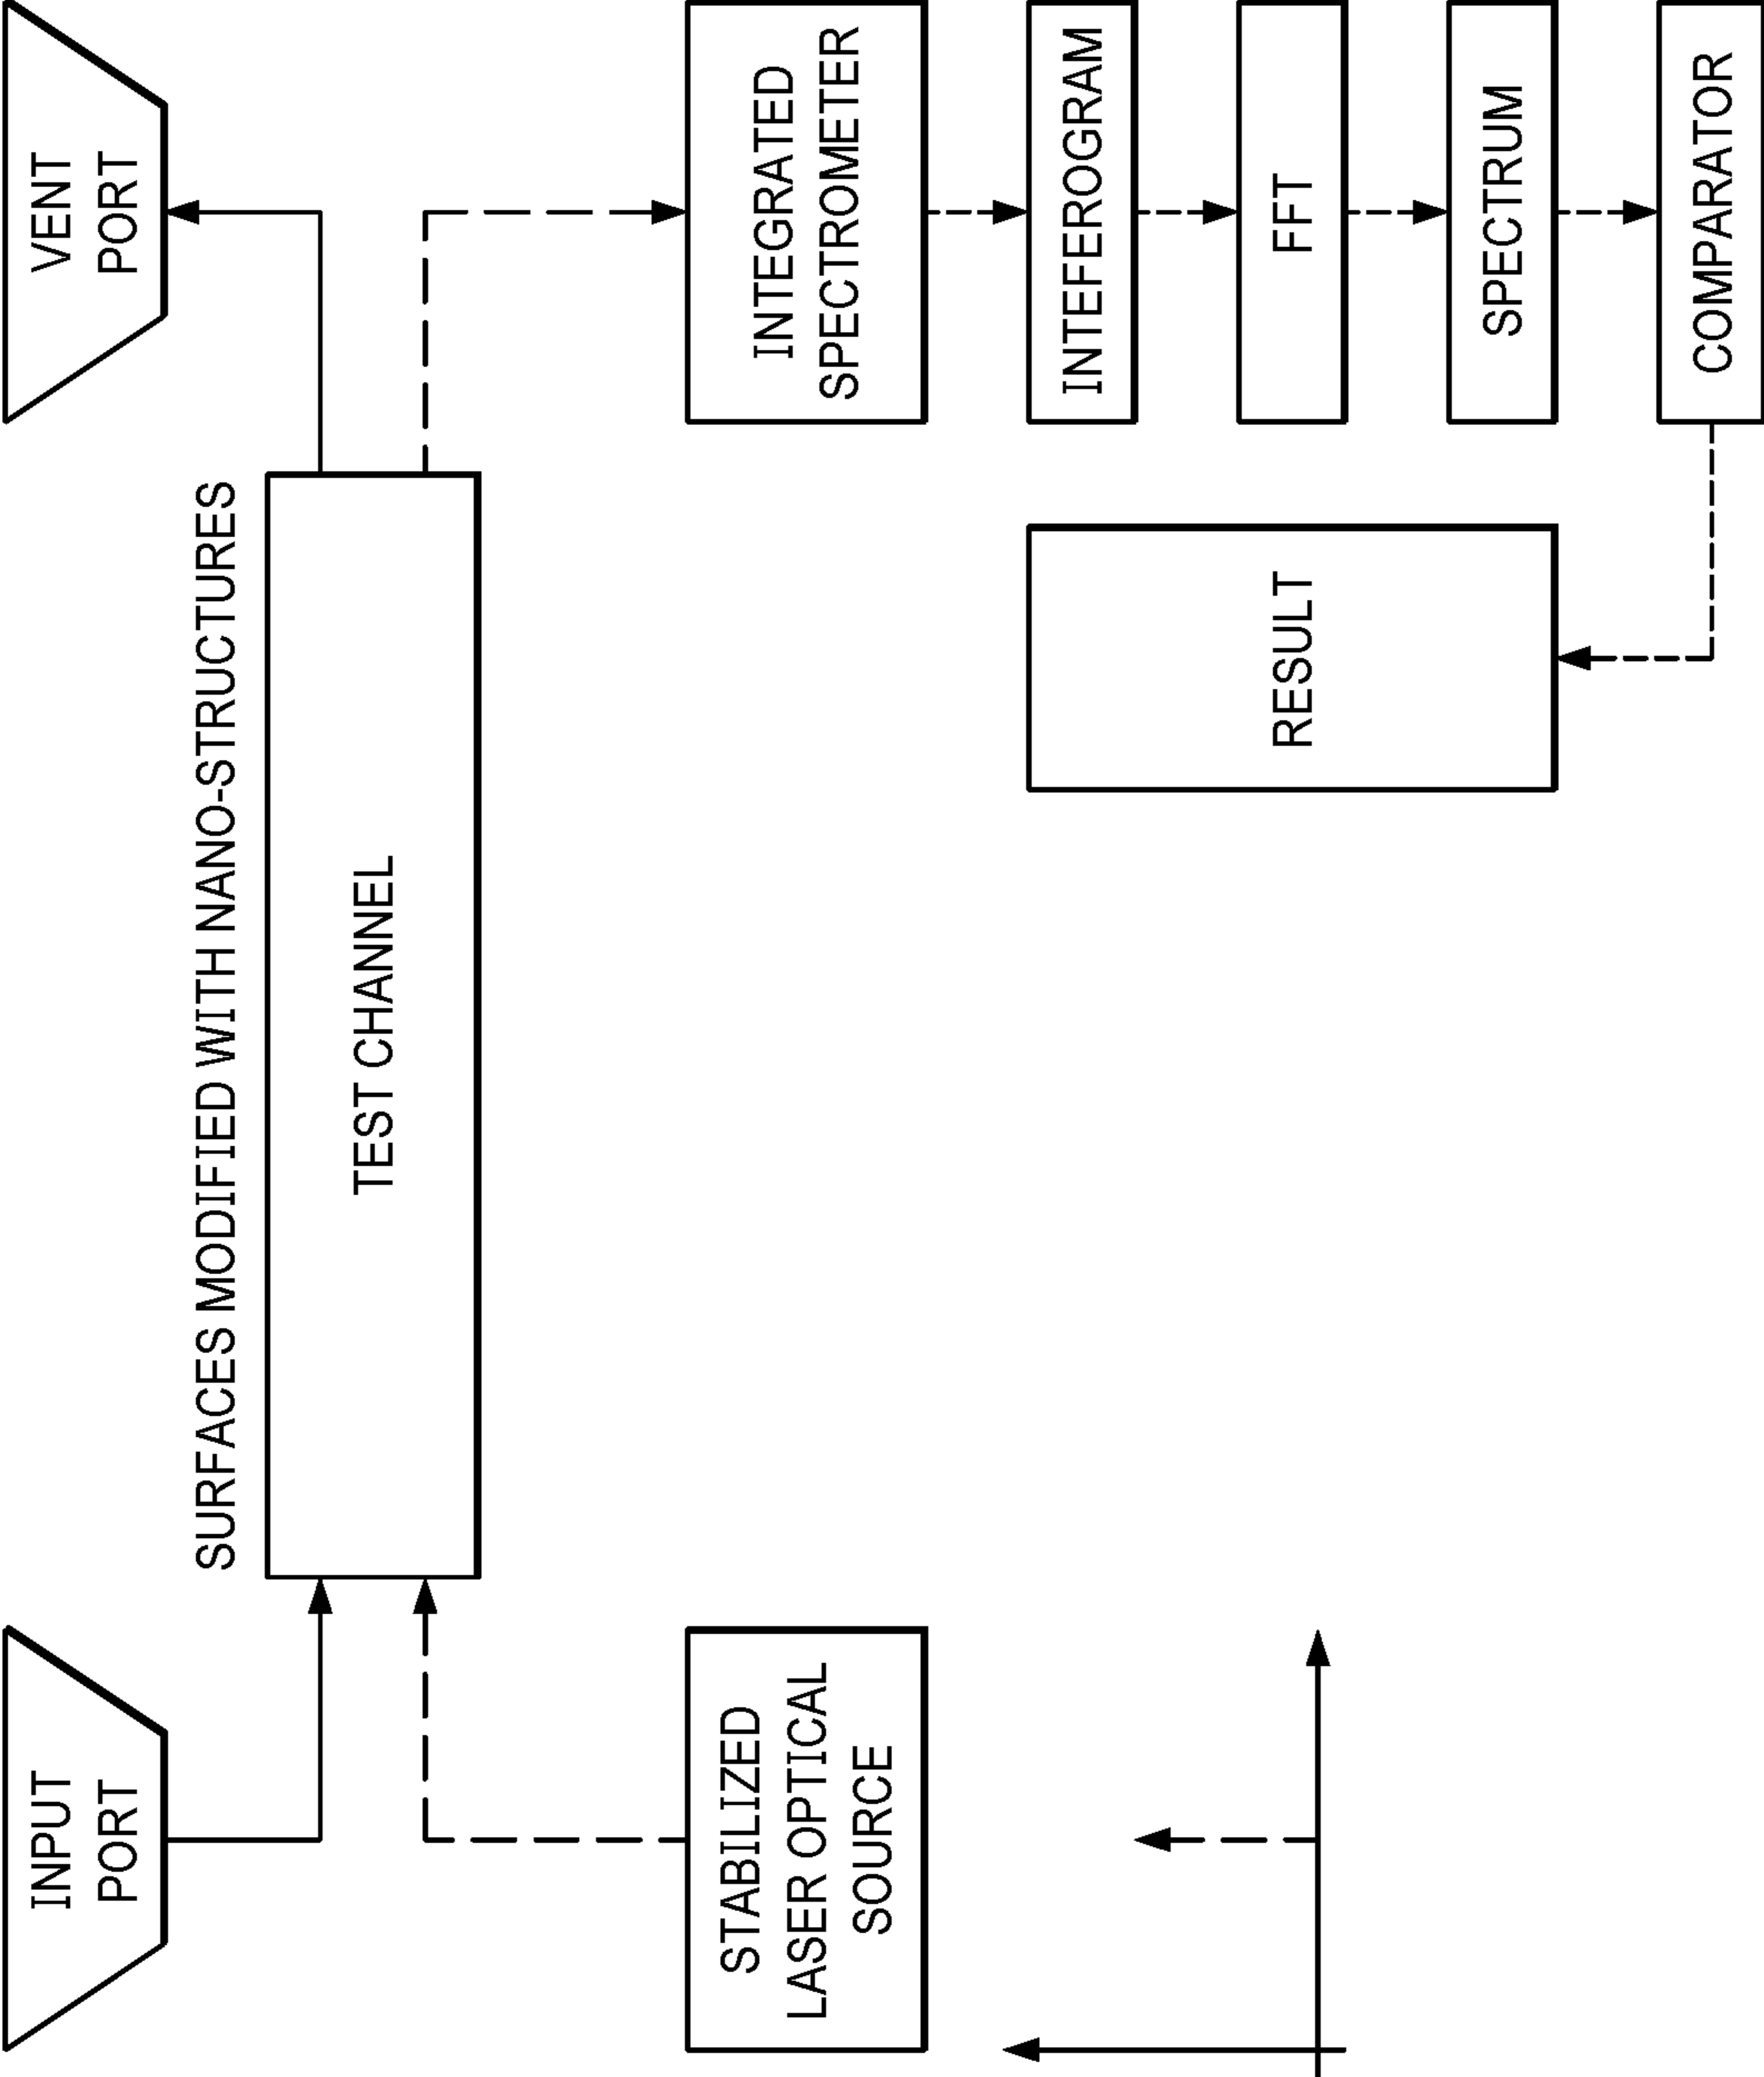 INPUT
PORT
VENT
PORT
SURFACES MODIFIED WITH NANO-STRUCTURES
TEST CHANNEL
STABILIZED
LASER OPTICAL
SOURCE
INTEGRATED
SPECTROMETER
INTEFEROGRAM
FFT
RESULT
SPECTRUM
COMPARATOR